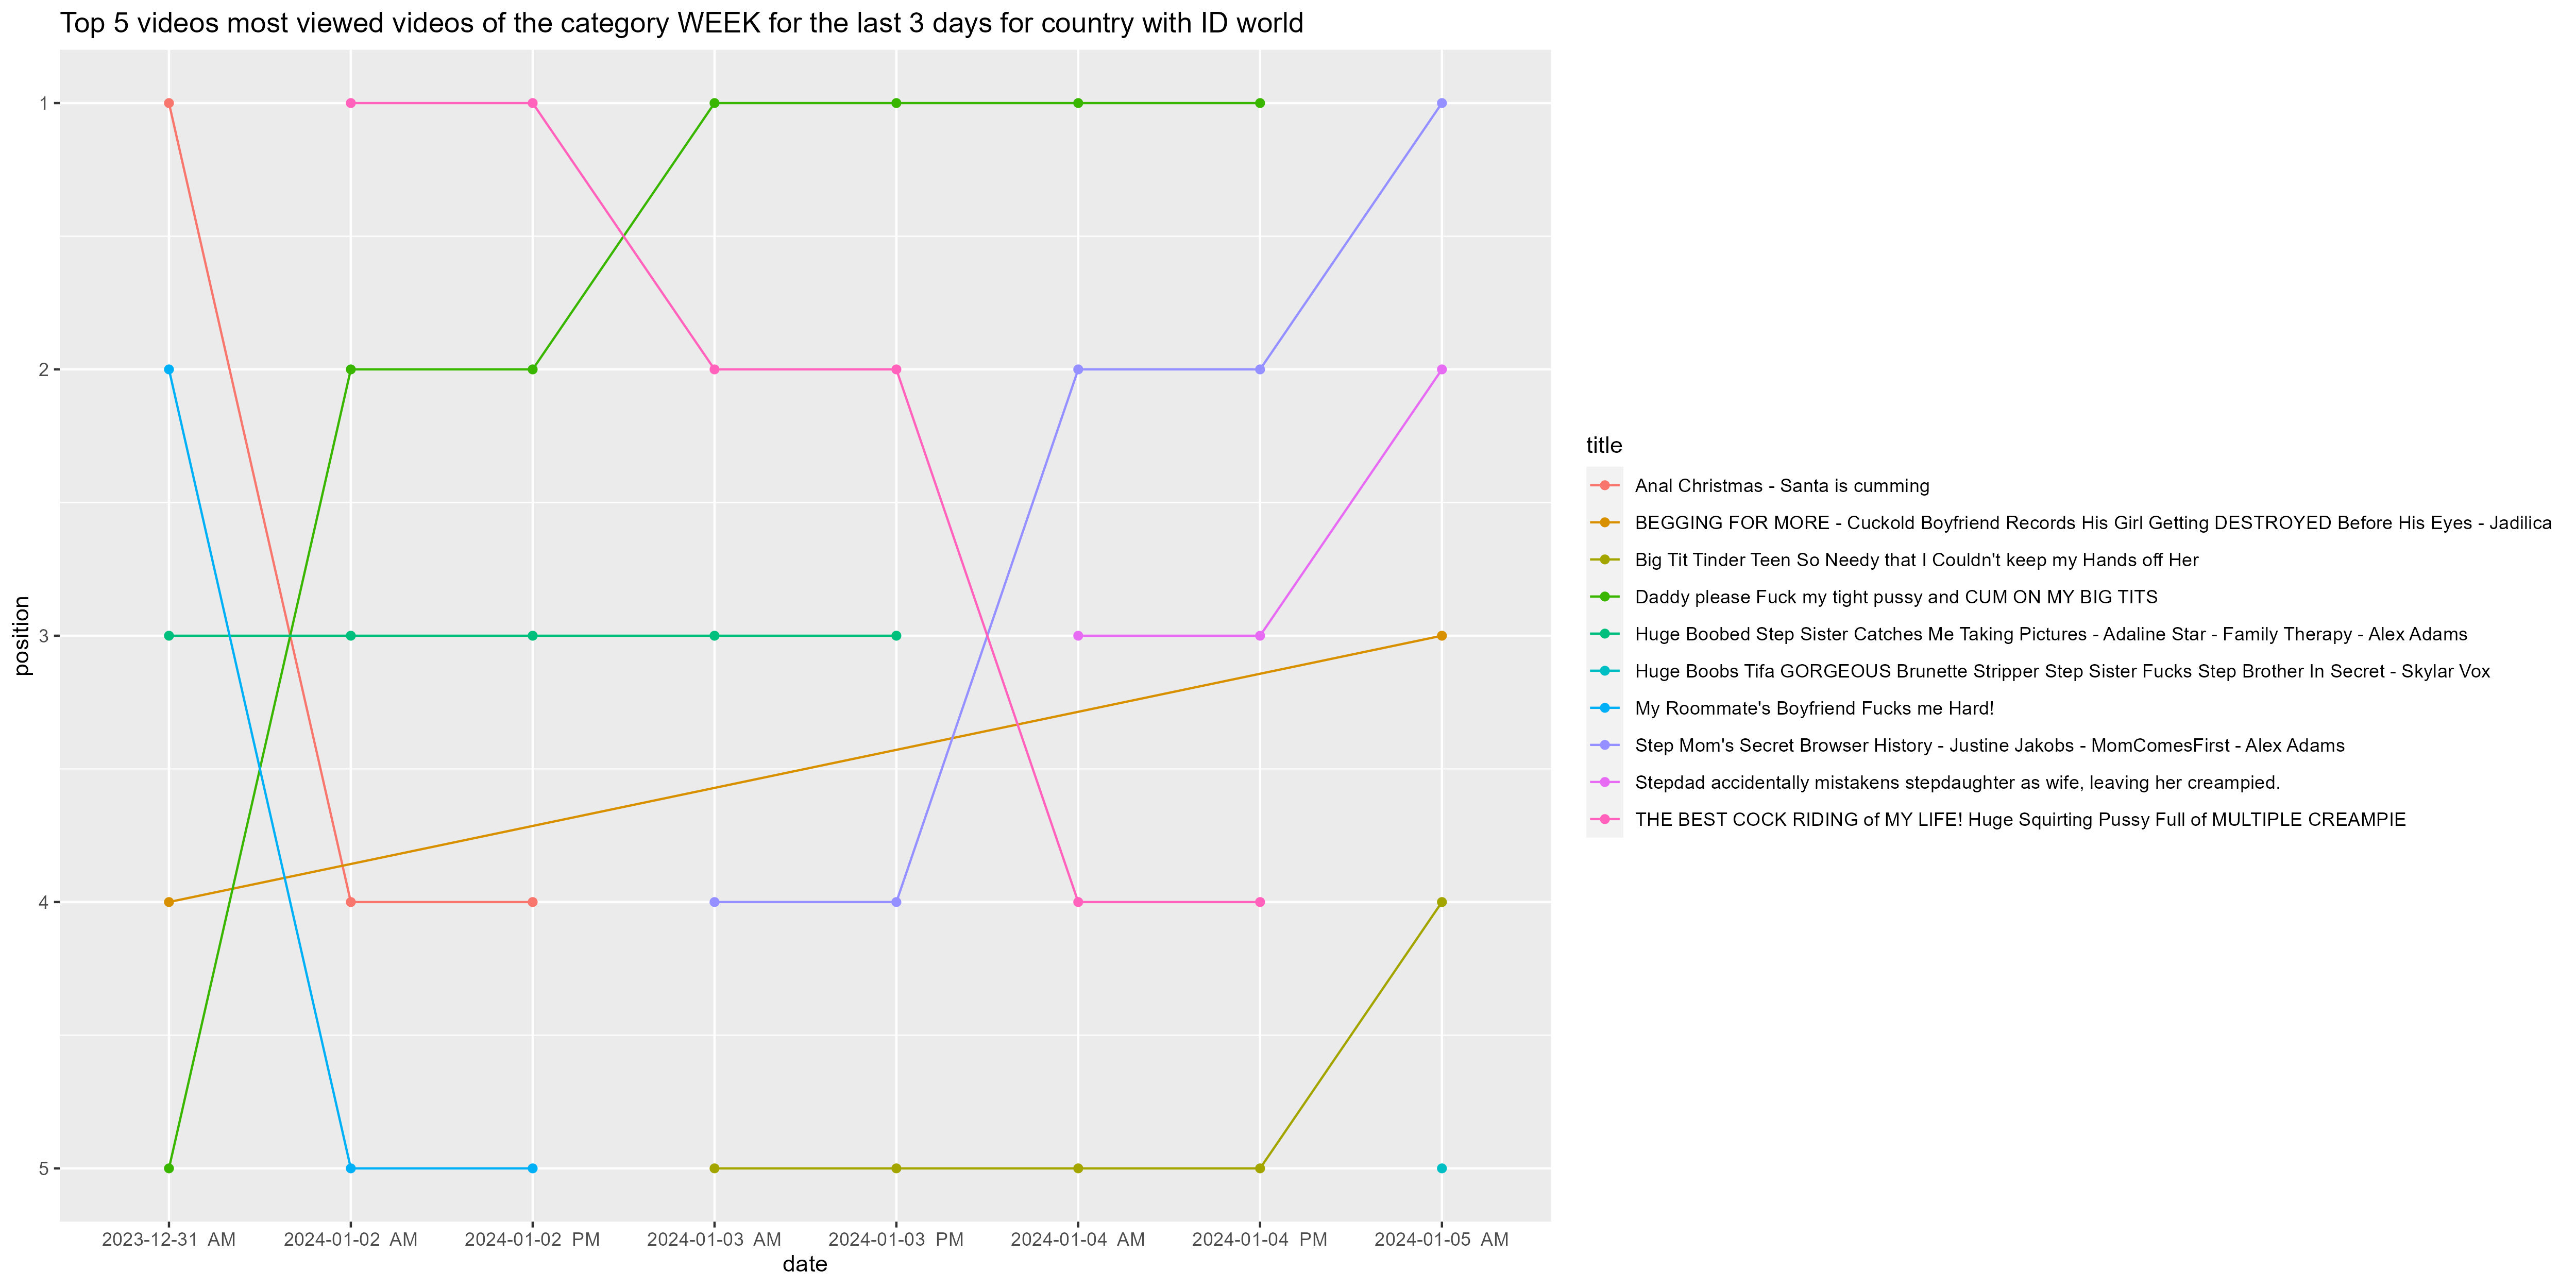 Top 5 videos most viewed videos of the category WEEK for the last 3 days for country with ID world
1
2
3
4
5
position
2023-12-31 AM
2024-01-02 AM
2024-01-02 PM
2024-01-03 AM
2024-01-03 PM
2024-01-04 AM
2024-01-04 PM
2024-01-05 AM
date
title
Anal Christmas - Santa is cumming
BEGGING FOR MORE - Cuckold Boyfriend Records His Girl Getting DESTROYED Before His Eyes - Jadilica
Big Tit Tinder Teen So Needy that I Couldn't keep my Hands off Her
Daddy please Fuck my tight pussy and CUM ON MY BIG TITS
Huge Boobed Step Sister Catches Me Taking Pictures - Adaline Star - Family Therapy - Alex Adams
Huge Boobs Tifa GORGEOUS Brunette Stripper Step Sister Fucks Step Brother In Secret - Skylar Vox
My Roommate's Boyfriend Fucks me Hard!
Step Mom's Secret Browser History - Justine Jakobs - MomComesFirst - Alex Adams
Stepdad accidentally mistakens stepdaughter as wife, leaving her creampied.
THE BEST COCK RIDING of MY LIFE! Huge Squirting Pussy Full of MULTIPLE CREAMPIE